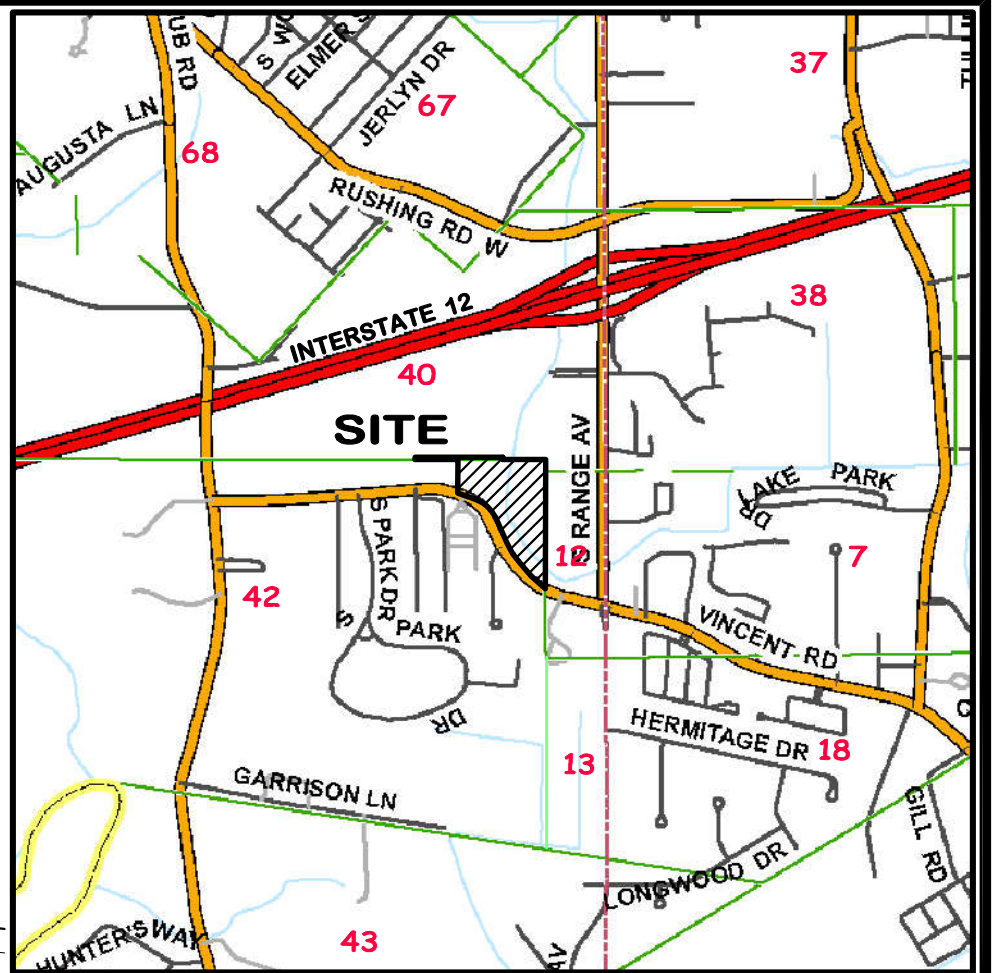 UB RD
S W
ELMER S
JERLYN DR
37
67
AUGUSTA LN
68
RUSHING RD W
INTERSTATE 12
38
40
SITE
S RANGE AV
LAKE PARK
DR
12
7
42
S PARK DR
S PARK
DR
VINCENT RD
HERMITAGE DR
18
13
GARRISON LN
GILL RD
LONGWOOD DR
HUNTER'S WAY
43
AV